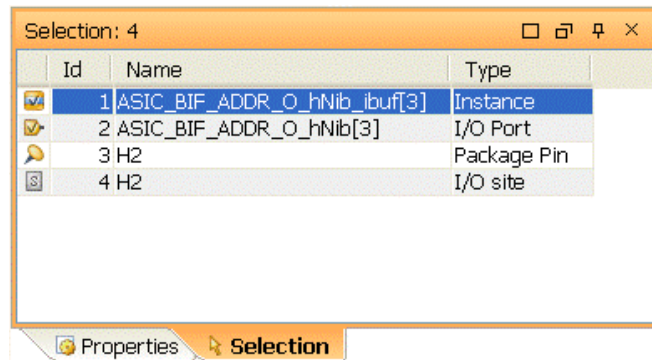 Selection: 4
Id Name Type
1 ASIC_BIF_ADDR_O_hNib_ibuf[3] Instance
2 ASIC_BIF_ADDR_O_hNib[3] I/O Port
3 H2 Package Pin
S 4 H2 I/O site
Properties Selection